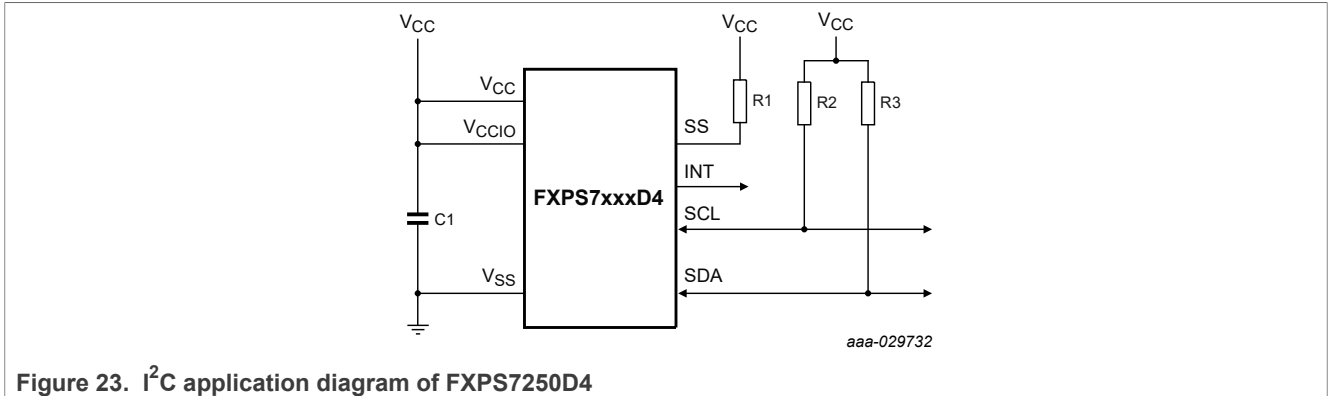 VCC VCC VCC
VCC
R1 R2 R3
VCCIO SS
INT
FXPS7xxxD4
SCL
C1
VSS SDA
aaa-029732
Figure 23. I2C application diagram of FXPS7250D4